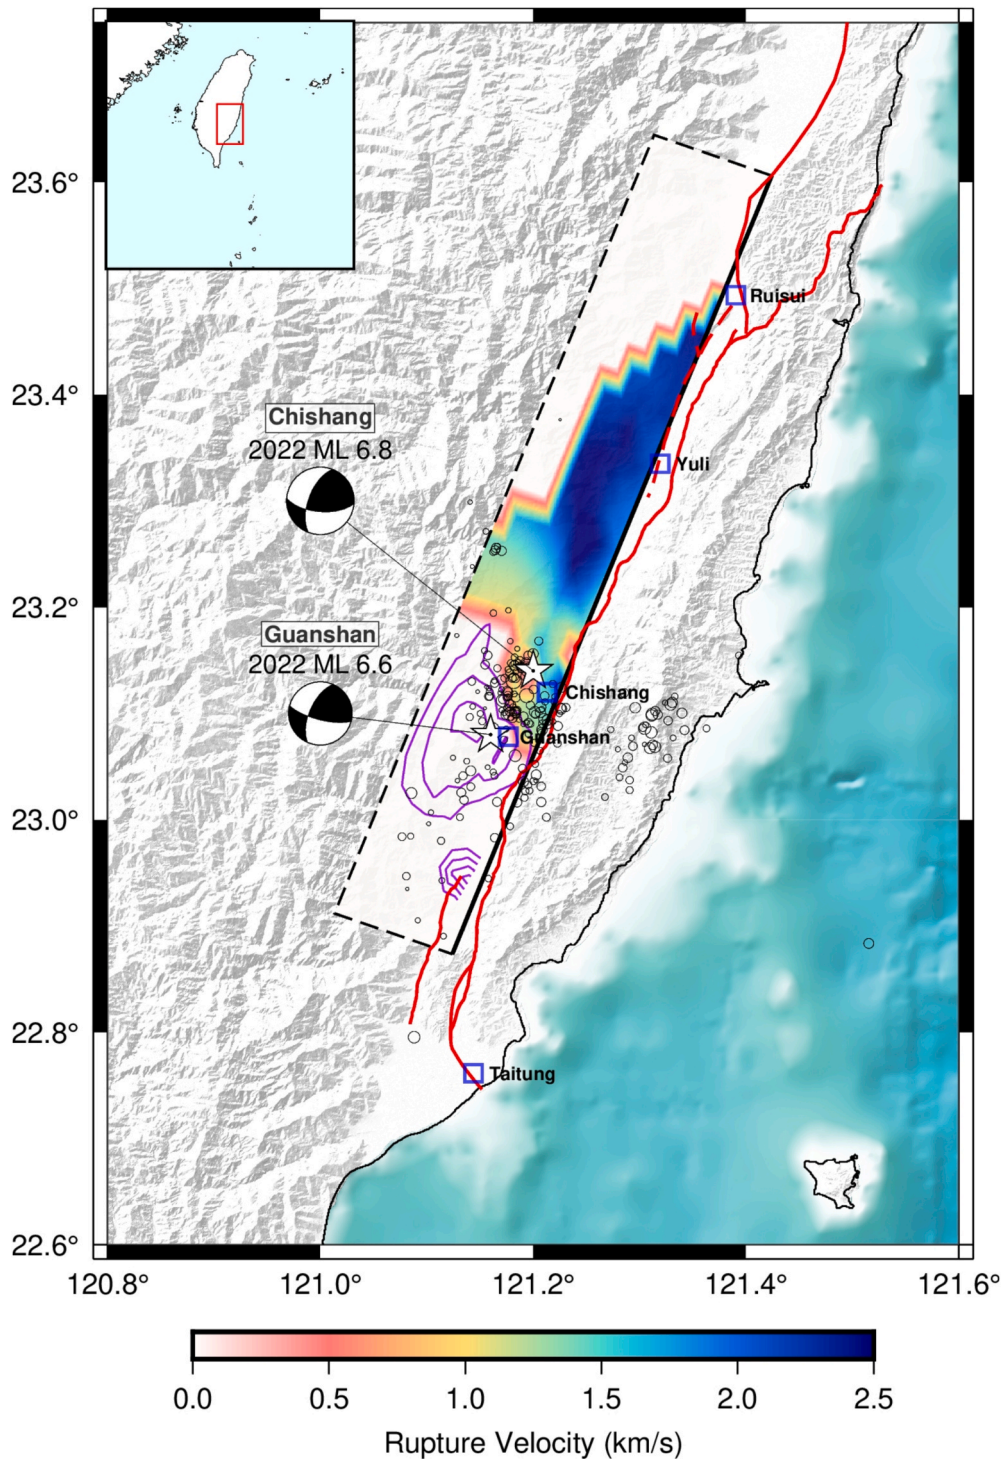 23.6°
23.4°
23.2°
23.0°
22.8°
22.6°
Chishang
2022 ML 6.8
Guanshan
2022 ML 6.6
Ruisui
Yuli
Chishang
Guanshan
Taitung
120.8°
121.0°
121.2°
121.4°
121.6°
0.0
0.5
1.0
1.5
2.0
2.5
Rupture Velocity (km/s)